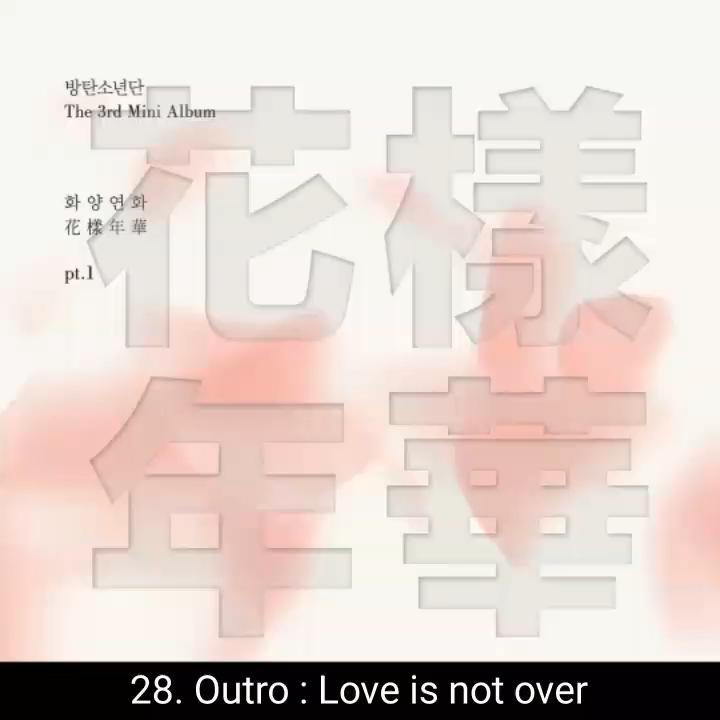 방탄소년단
The 3rd Mini Album
화 양 연 화
花 樣 年 華
pt.1
花 樣
年 華
28. Outro : Love is not over